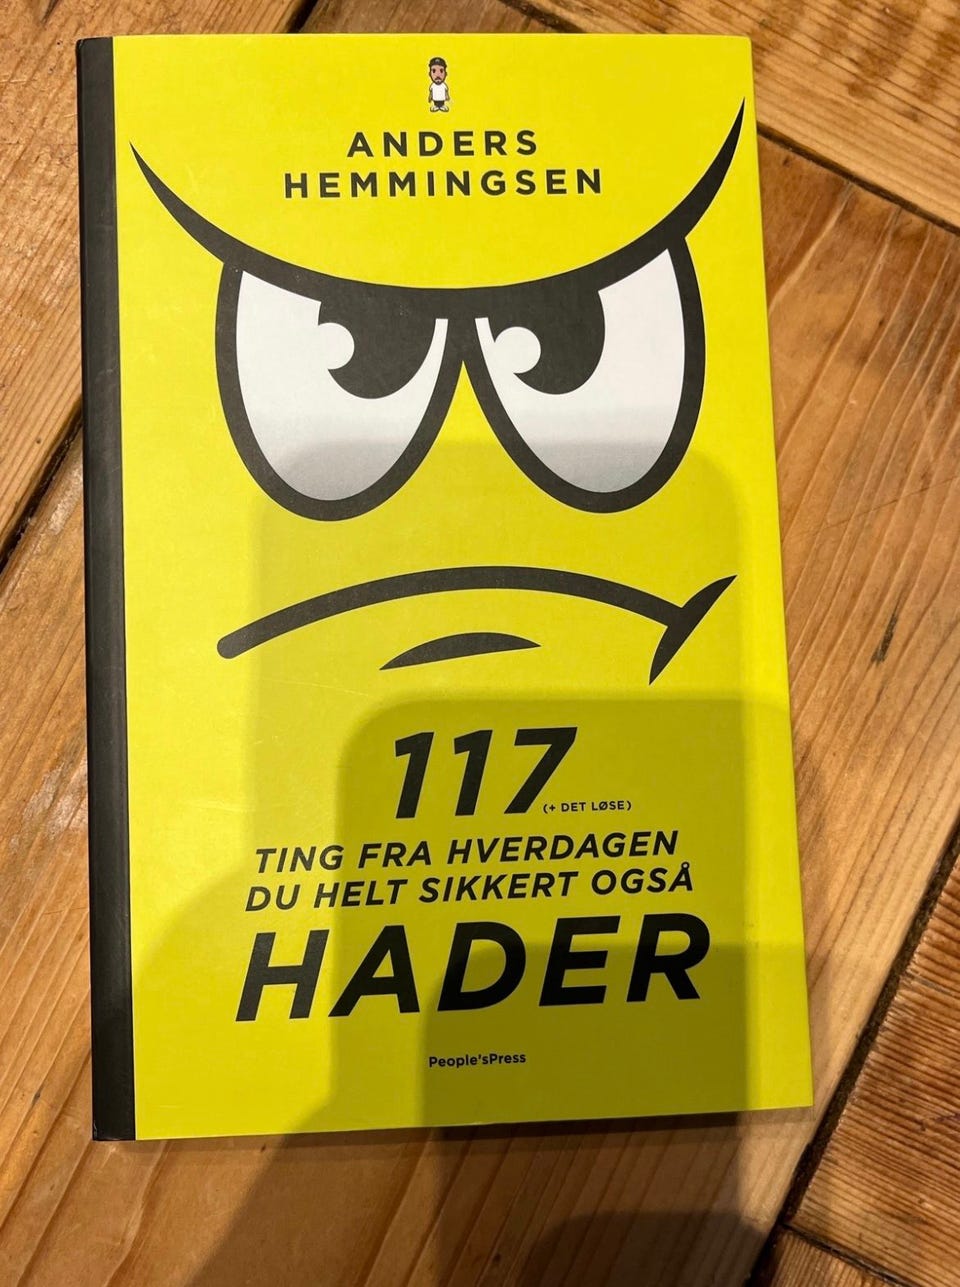 ANDERS
HEMMINGSEN
117 (+ DET LØSE)
TING FRA HVERDAGEN
DU HELT SIKKERT OGSÅ
HADER
People'sPress